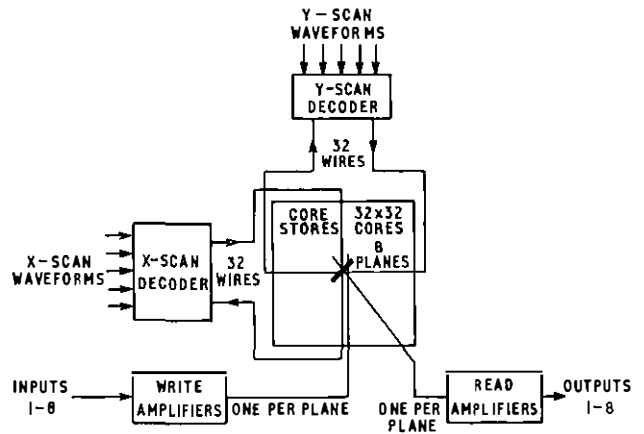 Y-SCAN
WAVEFORMS
Y-SCAN
DECODER
32
WIRES
CORE
STORES
32x32
CORES
8
PLANES
X-SCAN
WAVEFORMS
X-SCAN
DECODER
32
WIRES
INPUTS
1-8
WRITE
AMPLIFIERS
ONE PER PLANE
ONE PER
PLANE
READ
AMPLIFIERS
OUTPUTS
1-8